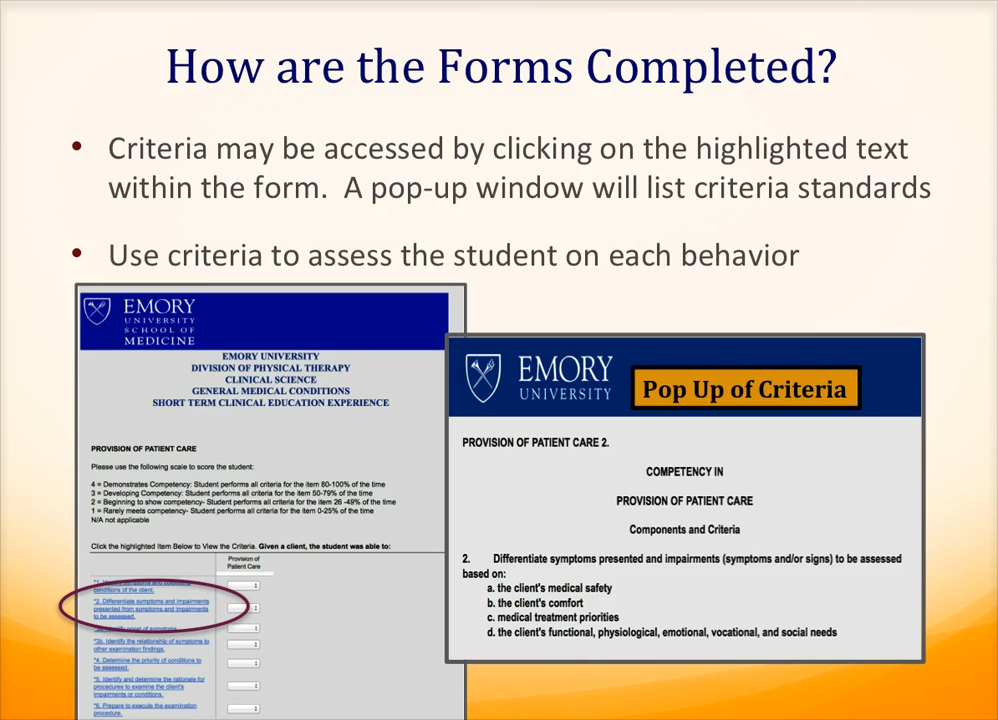 How are the Forms Completed?
• Criteria may be accessed by clicking on the highlighted text
within the form. A pop-up window will list criteria standards
• Use criteria to assess the student on each behavior
EMORY
UNIVERSITY
SCHOOL OF
MEDICINE
EMORY UNIVERSITY
DIVISION OF PHYSICAL THERAPY
CLINICAL SCIENCE
GENERAL MEDICAL CONDITIONS
SHORT TERM CLINICAL EDUCATION EXPERIENCE
PROVISION OF PATIENT CARE
Please use the following scale to score the student:
4 = Demonstrates Competency: Student performs all criteria for the item 80-100% of the time
3 = Developing Competency: Student performs all criteria for the item 50-79% of the time
2 = Beginning to show competency- Student performs all criteria for the item 26 -49% of the time
1 = Rarely meets competency- Student performs all criteria for the item 0-25% of the time
N/A not applicable
Click the highlighted Item Below to View the Criteria. Given a client, the student was able to:
Provision of
Patient Care
conditions of the client.
*2. Differentiate symptoms and impairments
presented from symptoms and impairments
to be assessed.
onset of symptoms.
*3b. Identify the relationship of symptoms to
other examination findings.
*4. Determine the priority of conditions to
be assessed.
*5. Identify and determine the rationale for
procedures to examine the client's
impairments or conditions.
*6. Prepare to execute the examination
procedure.
EMORY
UNIVERSITY
Pop Up of Criteria
PROVISION OF PATIENT CARE 2.
COMPETENCY IN
PROVISION OF PATIENT CARE
Components and Criteria
2. Differentiate symptoms presented and impairments (symptoms and/or signs) to be assessed
based on:
a. the client's medical safety
b. the client's comfort
c. medical treatment priorities
d. the client's functional, physiological, emotional, vocational, and social needs